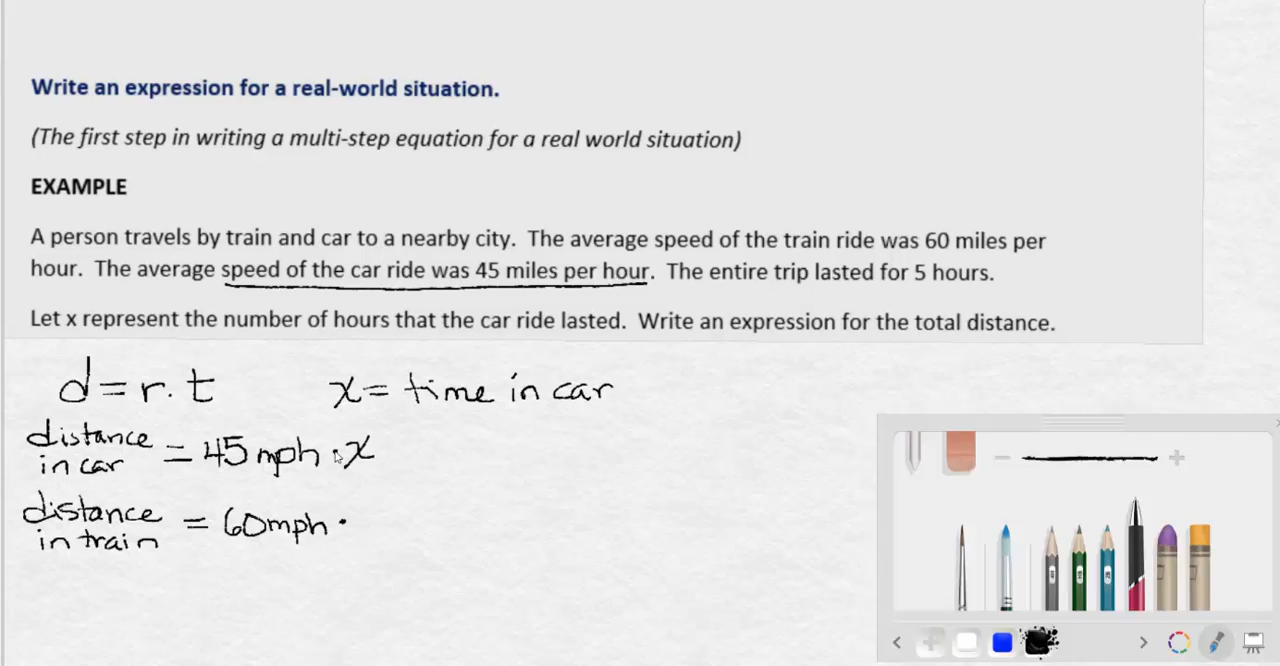 Write an expression for a real-world situation.
(The first step in writing a multi-step equation for a real world situation)
EXAMPLE
A person travels by train and car to a nearby city. The average speed of the train ride was 60 miles per
hour. The average speed of the car ride was 45 miles per hour. The entire trip lasted for 5 hours.
Let x represent the number of hours that the car ride lasted. Write an expression for the total distance.
d = r . t x = time in car
distance
in car = 45 mph · x
distance
in train = 60mph ·